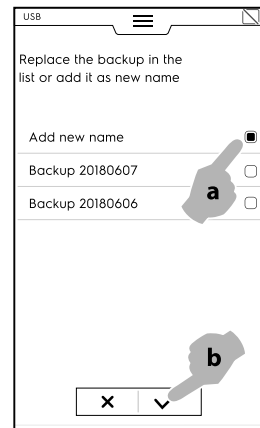 USB
Replace the backup in the
list or add it as new name
Add new name
Backup 20180607
Backup 20180606
a
b